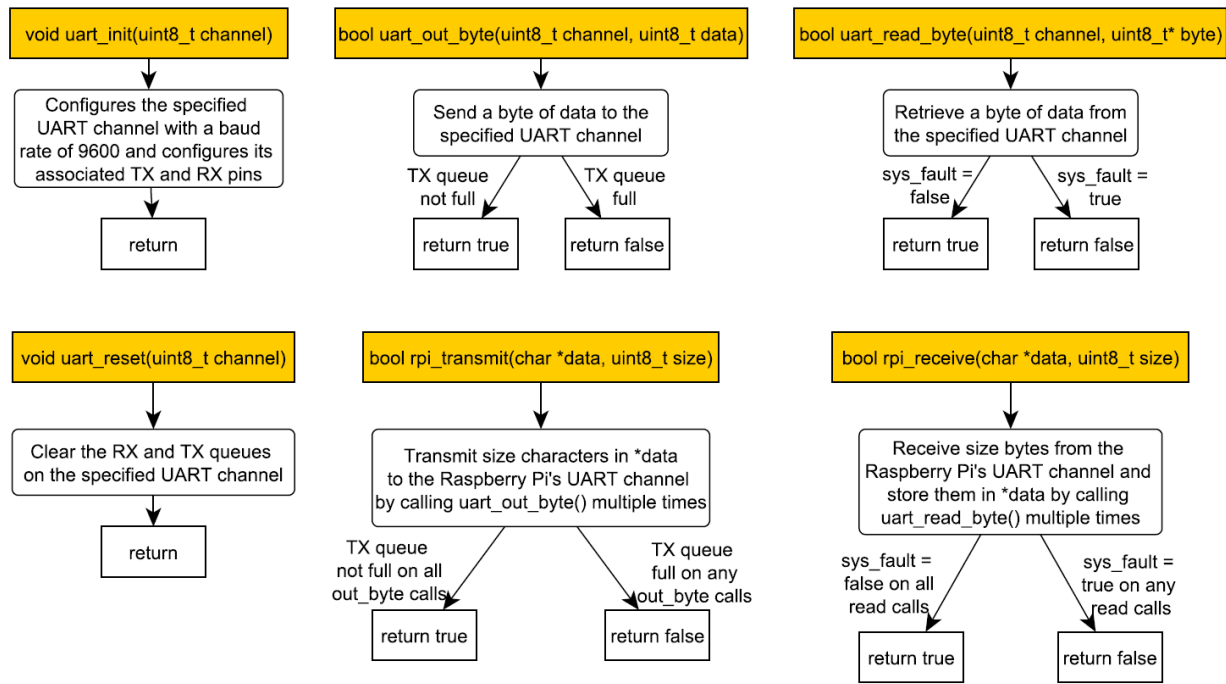 void uart_init(uint8_t channel)
Configures the specified
UART channel with a baud
rate of 9600 and configures its
associated TX and RX pins
return
bool uart_out_byte(uint8_t channel, uint8_t data)
Send a byte of data to the
specified UART channel
TX queue
not full
TX queue
full
return true
return false
bool uart_read_byte(uint8_t channel, uint8_t* byte)
Retrieve a byte of data from
the specified UART channel
sys_fault =
false
sys_fault =
true
return true
return false
void uart_reset(uint8_t channel)
Clear the RX and TX queues
on the specified UART channel
return
bool rpi_transmit(char *data, uint8_t size)
Transmit size characters in *data
to the Raspberry Pi's UART channel
by calling uart_out_byte() multiple times
TX queue
not full on all
out_byte calls
TX queue
full on any
out_byte calls
return true
return false
bool rpi_receive(char *data, uint8_t size)
Receive size bytes from the
Raspberry Pi's UART channel and
store them in *data by calling
uart_read_byte() multiple times
sys_fault =
false on all
read calls
sys_fault =
true on any
read calls
return true
return false